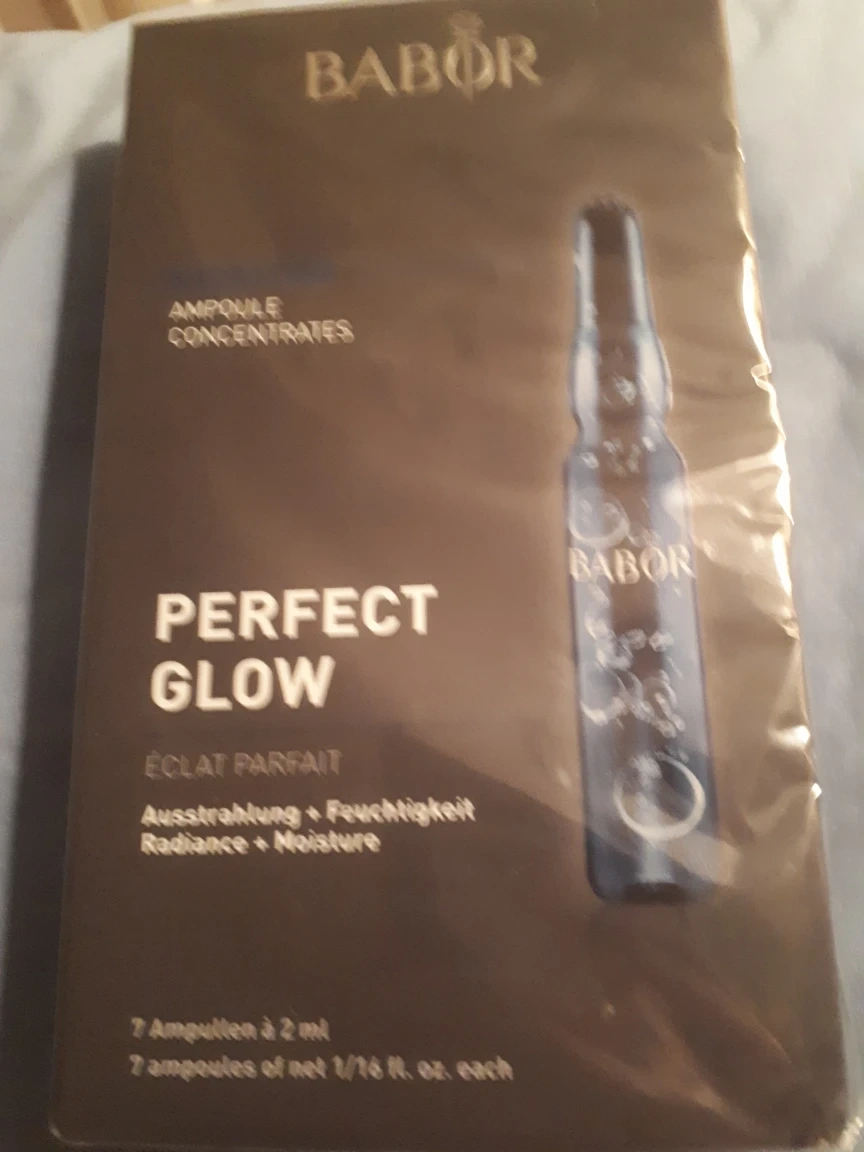 BABOR
AMPOULE
CONCENTRATES
BABOR
PERFECT
GLOW
ÉCLAT PARFAIT
Ausstrahlung + Feuchtigkeit
Radiance + Moisture
7 Ampullen à 2 ml
7 ampoules of net 1/16 fl. oz. each